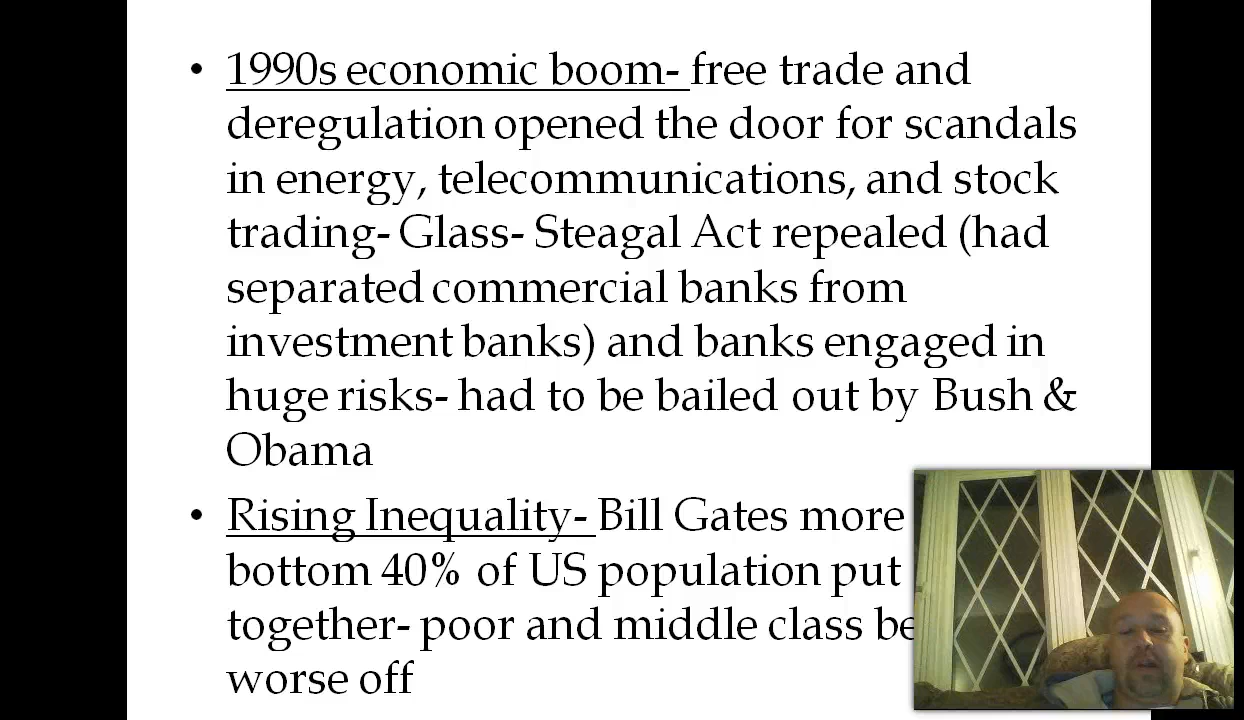 • 1990s economic boom- free trade and
deregulation opened the door for scandals
in energy, telecommunications, and stock
trading- Glass- Steagal Act repealed (had
separated commercial banks from
investment banks) and banks engaged in
huge risks- had to be bailed out by Bush &
Obama
• Rising Inequality- Bill Gates more
bottom 40% of US population put
together- poor and middle class
worse off